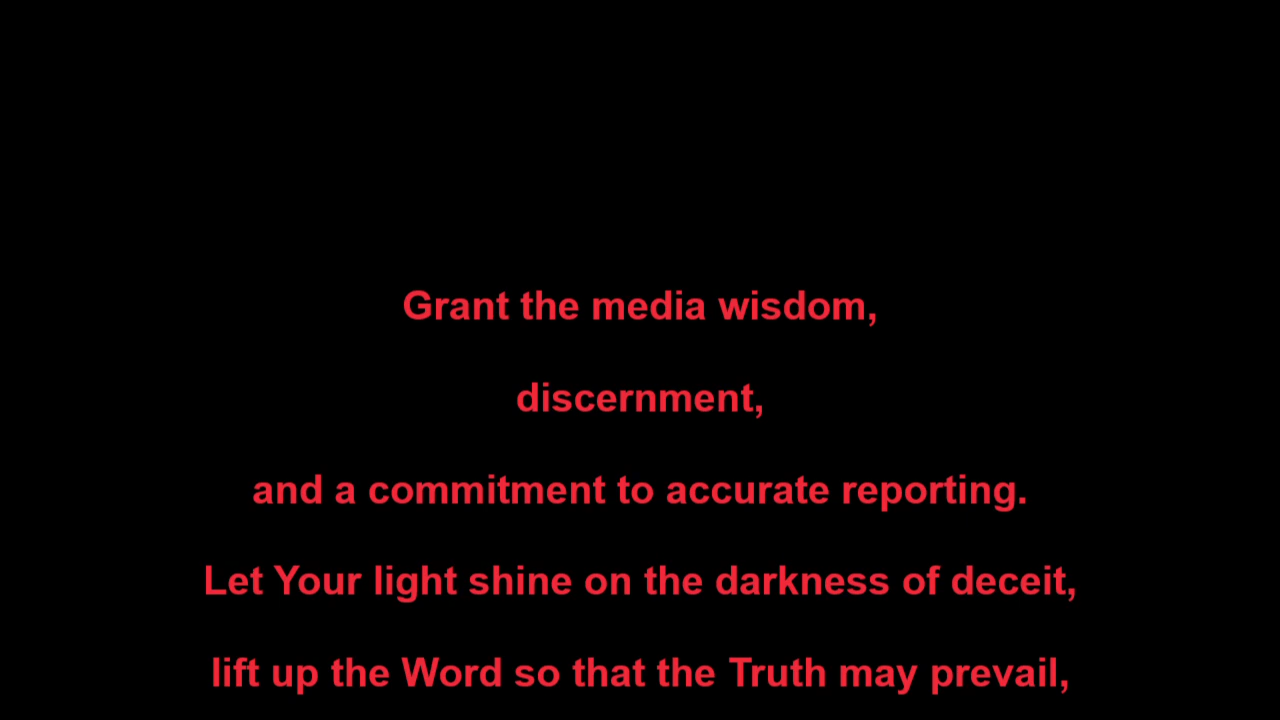 Grant the media wisdom,
discernment,
and a commitment to accurate reporting.
Let Your light shine on the darkness of deceit,
lift up the Word so that the Truth may prevail,